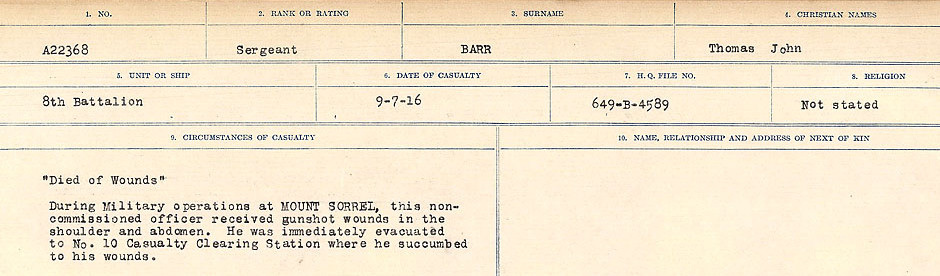 1. NO. 2. RANK OR RATING 3. SURNAME 4. CHRISTIAN NAMES
A22368 Sergeant BARR Thomas John
5. UNIT OR SHIP 6. DATE OF CASUALTY 7. H.Q. FILE NO. 8. RELIGION
8th Battalion 9-7-16 649-B-4589 Not stated
9. CIRCUMSTANCES OF CASUALTY 10. NAME, RELATIONSHIP AND ADDRESS OF NEXT OF KIN
"Died of Wounds"
During Military operations at MOUNT SORREL, this non-
commissioned officer received gunshot wounds in the
shoulder and abdomen. He was immediately evacuated
to No. 10 Casualty Clearing Station where he succumbed
to his wounds.